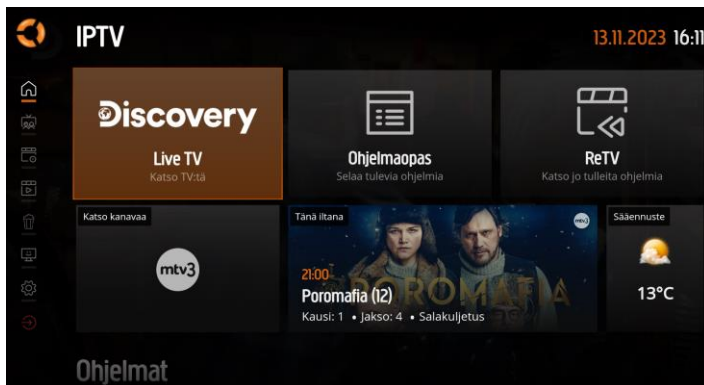 IPTV
13.11.2023 16:11
Discovery
Live TV
Katso TV:tä
Ohjelmaopas
Selaa tulevia ohjelmia
ReTV
Katso jo tulleita ohjelmia
Katso kanavaa
mtv3
Tänä iltana
mtv3
POROMAFIA
21:00
Poromafia (12)
Kausi: 1 • Jakso: 4 • Salakuljetus
Sääennuste
13°C
Ohjelmat